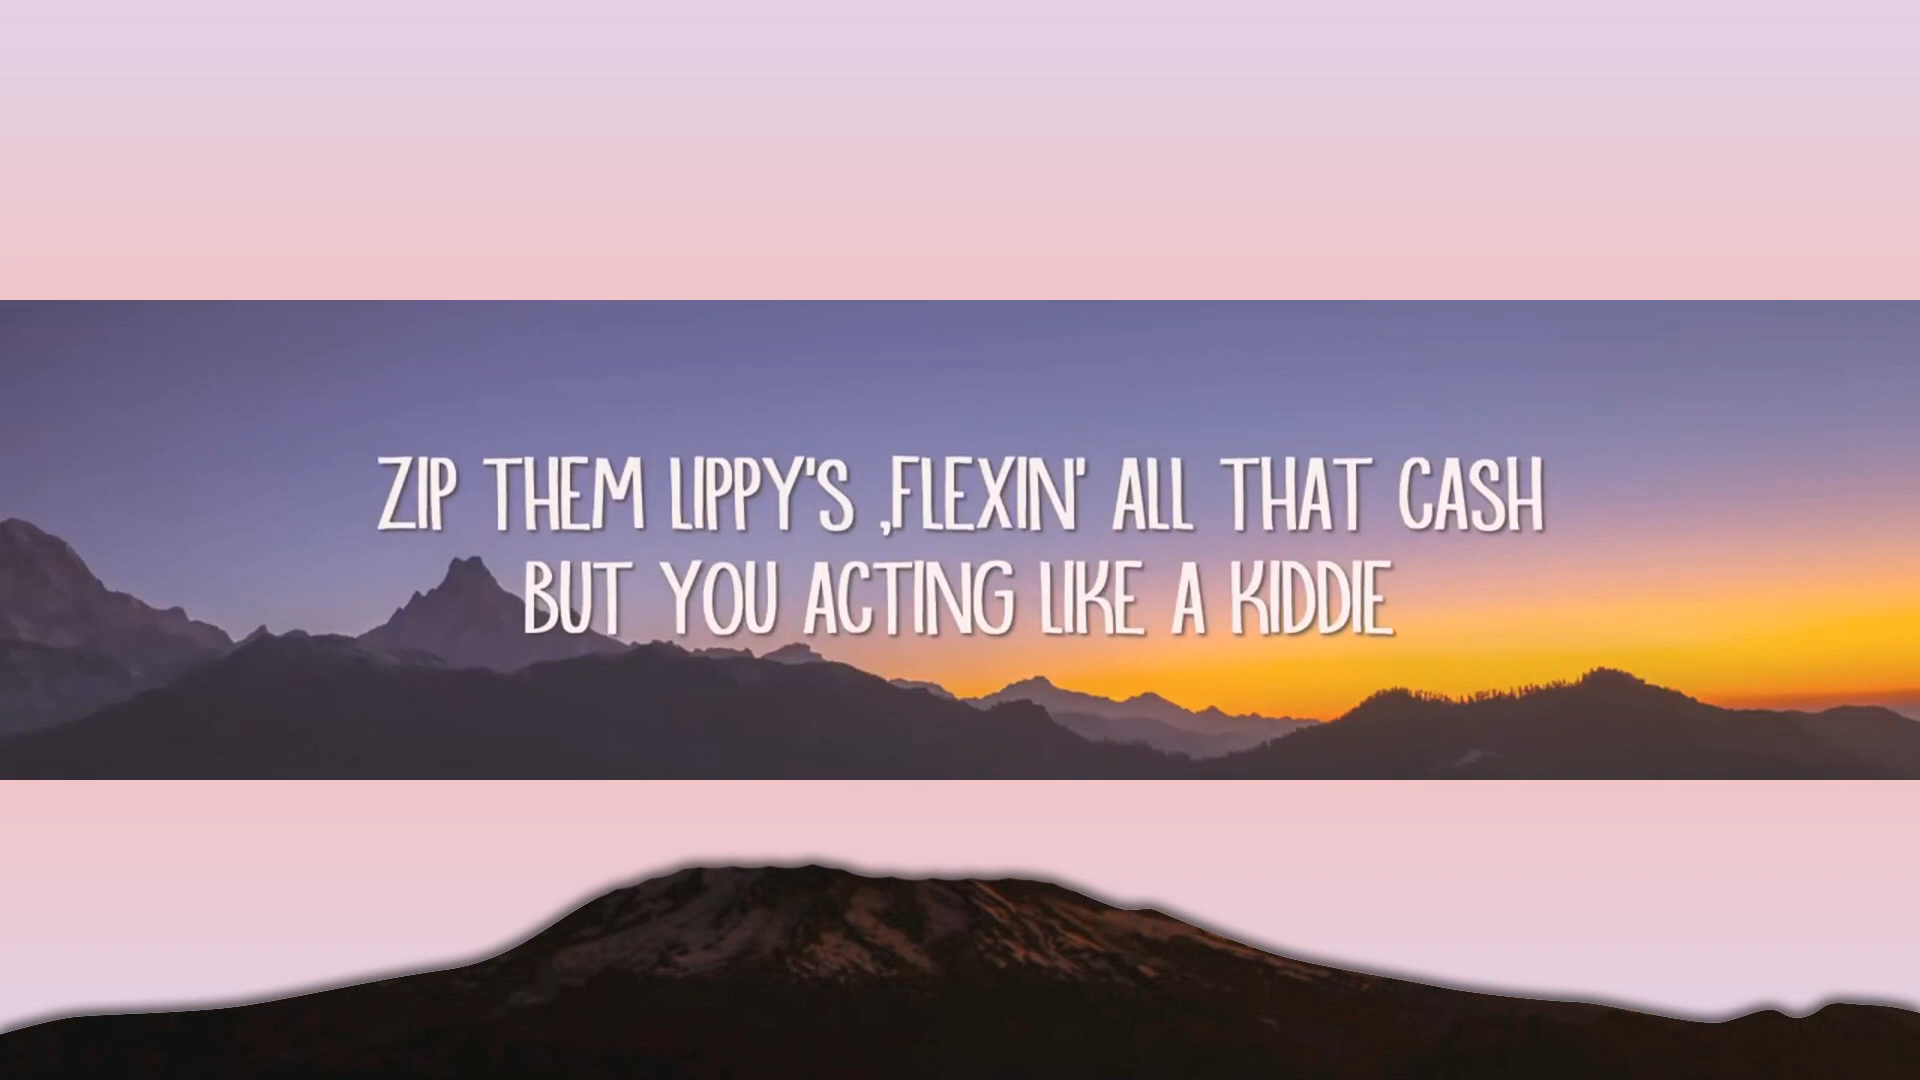 ZIP THEM LIPPY'S ,FLEXIN' ALL THAT CASH
BUT YOU ACTING LIKE A KIDDIE